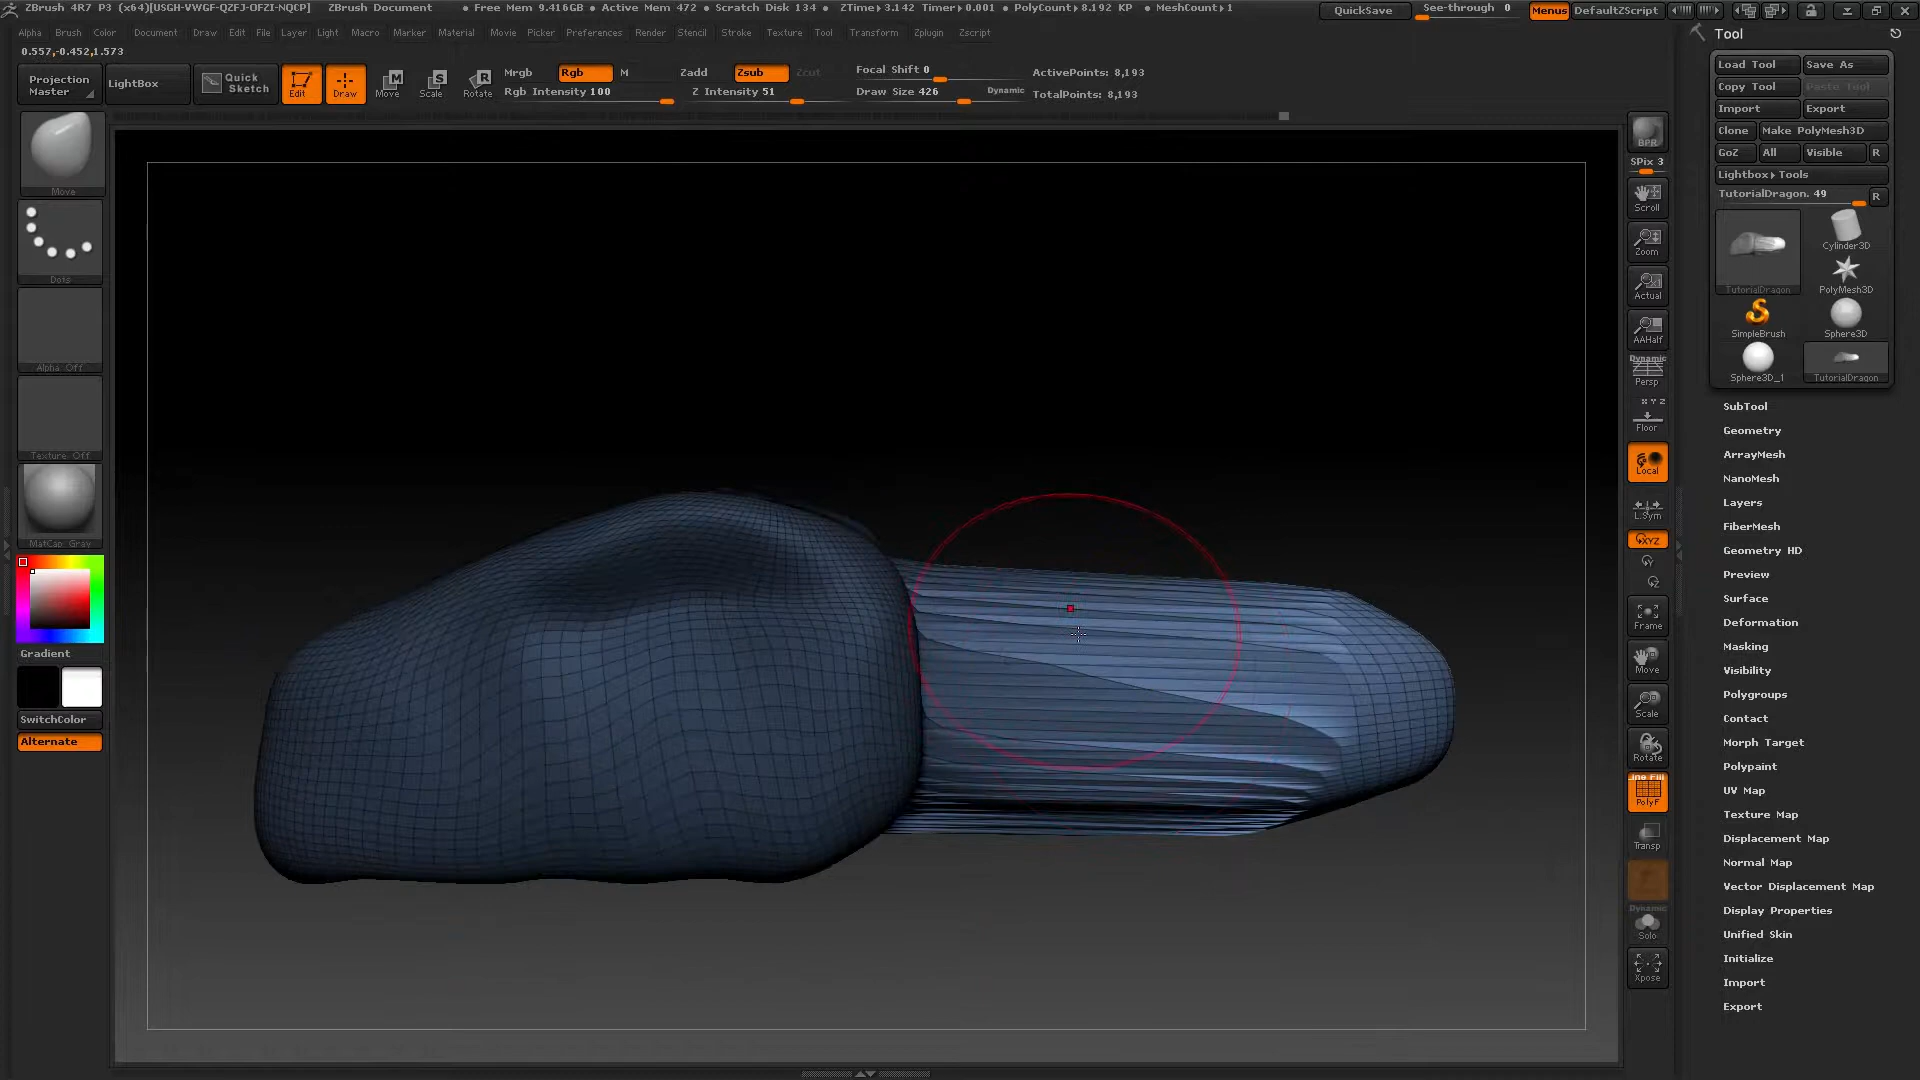 ZBrush 4R7 P3 (x64)[USGH-VWGF-QZFJ-OFZI-NQCP] ZBrush Document • Free Mem 9.416GB • Active Mem 472 • Scratch Disk 134 • ZTime▸3.142 Timer▸0.001 • PolyCount▸8.192 KP • MeshCount▸1 QuickSave See-through 0 Menus DefaultZScript
Alpha Brush Color Document Draw Edit File Layer Light Macro Marker Material Movie Picker Preferences Render Stencil Stroke Texture Tool Transform Zplugin Zscript
0.557,-0.452,1.573
Projection Master
LightBox
Quick Sketch
Edit
Draw
Move
M
Scale
S
Rotate
R
Mrgb Rgb M
Rgb Intensity 100
Zadd Zsub Zcut
Z Intensity 51
Focal Shift 0
Draw Size 426
Dynamic
ActivePoints: 8,193
TotalPoints: 8,193
Move
Dots
Alpha Off
Texture Off
MatCap Gray
Gradient
SwitchColor
Alternate
BPR
SPix 3
Scroll
Zoom
Actual
AAHalf
Dynamic
Persp
X Y Z
Floor
Local
L.Sym
XYZ
Y
Z
Frame
Move
Scale
Rotate
ine Fill
PolyF
Transp
Dynamic
Solo
Xpose
Tool
Load Tool Save As
Copy Tool Paste Tool
Import Export
Clone Make PolyMesh3D
GoZ All Visible R
Lightbox▸Tools
TutorialDragon. 49 R
TutorialDragon
Cylinder3D
PolyMesh3D
SimpleBrush
Sphere3D
Sphere3D_1
TutorialDragon
SubTool
Geometry
ArrayMesh
NanoMesh
Layers
FiberMesh
Geometry HD
Preview
Surface
Deformation
Masking
Visibility
Polygroups
Contact
Morph Target
Polypaint
UV Map
Texture Map
Displacement Map
Normal Map
Vector Displacement Map
Display Properties
Unified Skin
Initialize
Import
Export